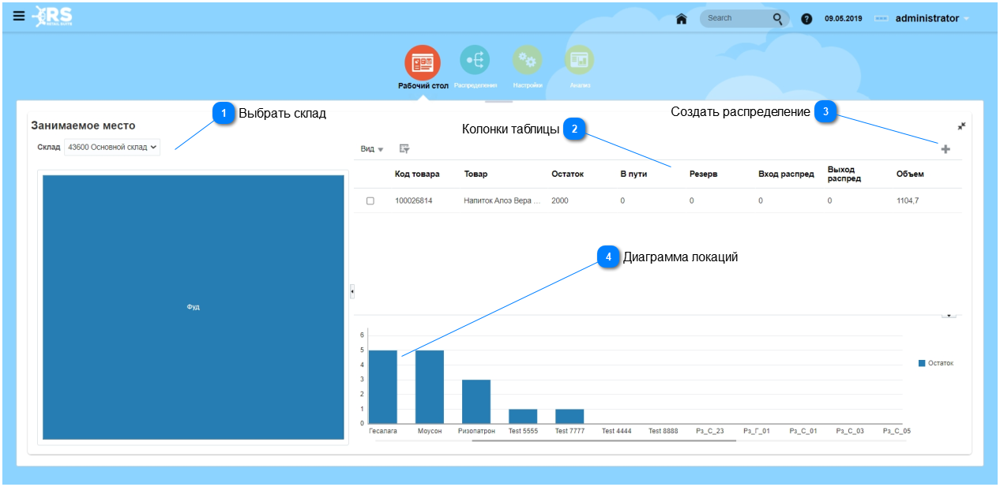 RS
RETAIL SUITE
Search
09.05.2019
administrator
Рабочий стол
Распределения
Настройки
Анализ
1 Выбрать склад
Создать распределение 3
Занимаемое место
Колонки таблицы 2
Склад 43600 Основной склад
Вид
Код товара Товар Остаток В пути Резерв Вход распред Выход распред Объем
100026814 Напиток Алоэ Вера ... 2000 0 0 0 0 1104,7
4 Диаграмма локаций
Фуд
6
5
4
3
2
1
0
Остаток
Гесалага Моусон Ризопатрон Test 5555 Test 7777 Test 4444 Test 8888 Рз_С_23 Рз_Г_01 Рз_С_01 Рз_С_03 Рз_С_05